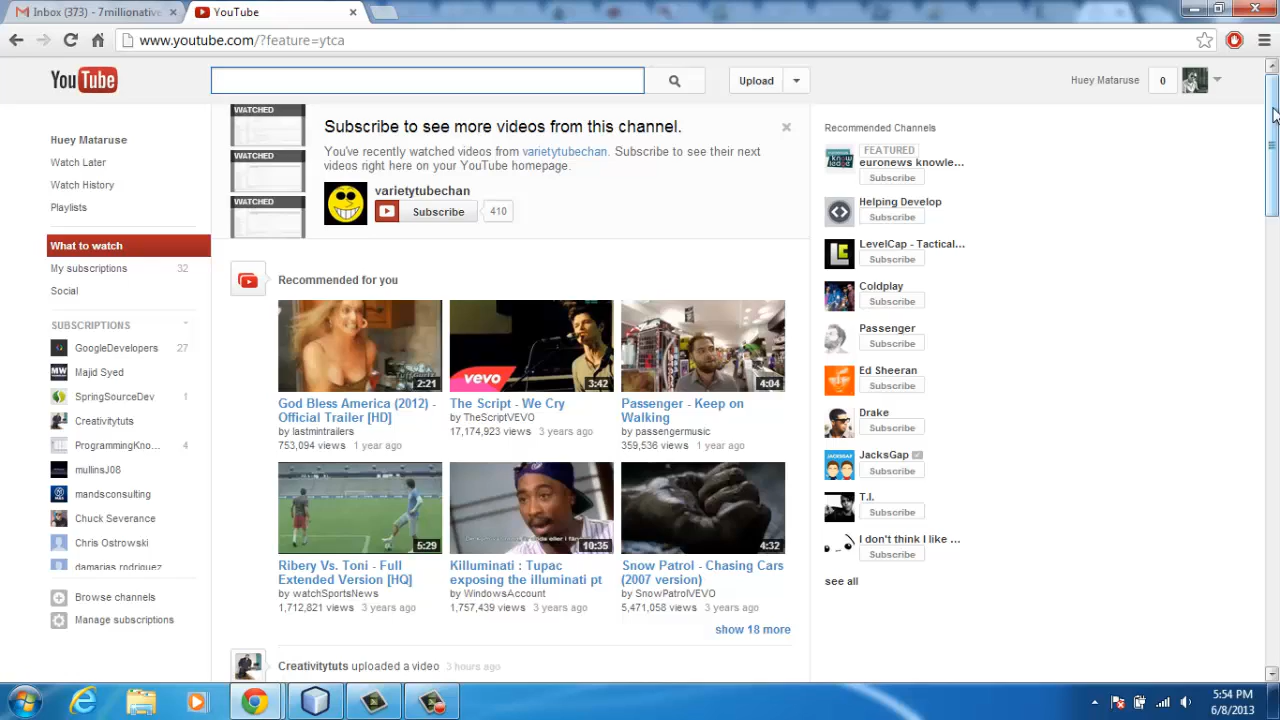 Inbox (373) - 7millionative
YouTube
www.youtube.com/?feature=ytca
YouTube
Upload
Huey Mataruse
0
Huey Mataruse
Watch Later
Watch History
Playlists
What to watch
My subscriptions 32
Social
SUBSCRIPTIONS
GoogleDevelopers 27
Majid Syed
SpringSourceDev 1
Creativitytuts
ProgrammingKno... 4
mullinsJ08
mandsconsulting
Chuck Severance
Chris Ostrowski
damarias rodriguez
Browse channels
Manage subscriptions
WATCHED
WATCHED
WATCHED
Subscribe to see more videos from this channel.
You've recently watched videos from varietytubechan. Subscribe to see their next
videos right here on your YouTube homepage.
varietytubechan
Subscribe 410
Recommended for you
2:21
God Bless America (2012) -
Official Trailer [HD]
by lastmintrailers
753,094 views 1 year ago
vevo
3:42
The Script - We Cry
by TheScriptVEVO
17,174,923 views 3 years ago
4:04
Passenger - Keep on
Walking
by passengermusic
359,536 views 1 year ago
5:29
Ribery Vs. Toni - Full
Extended Version [HQ]
by watchSportsNews
1,712,821 views 3 years ago
10:35
Killuminati : Tupac
exposing the illuminati pt
by WindowsAccount
1,757,439 views 3 years ago
4:32
Snow Patrol - Chasing Cars
(2007 version)
by SnowPatrolVEVO
5,471,058 views 3 years ago
show 18 more
Creativitytuts uploaded a video 3 hours ago
Recommended Channels
FEATURED
euronews knowle...
Subscribe
Helping Develop
Subscribe
LevelCap - Tactical...
Subscribe
Coldplay
Subscribe
Passenger
Subscribe
Ed Sheeran
Subscribe
Drake
Subscribe
JacksGap
Subscribe
T.I.
Subscribe
I don't think I like ...
Subscribe
see all
5:54 PM
6/8/2013